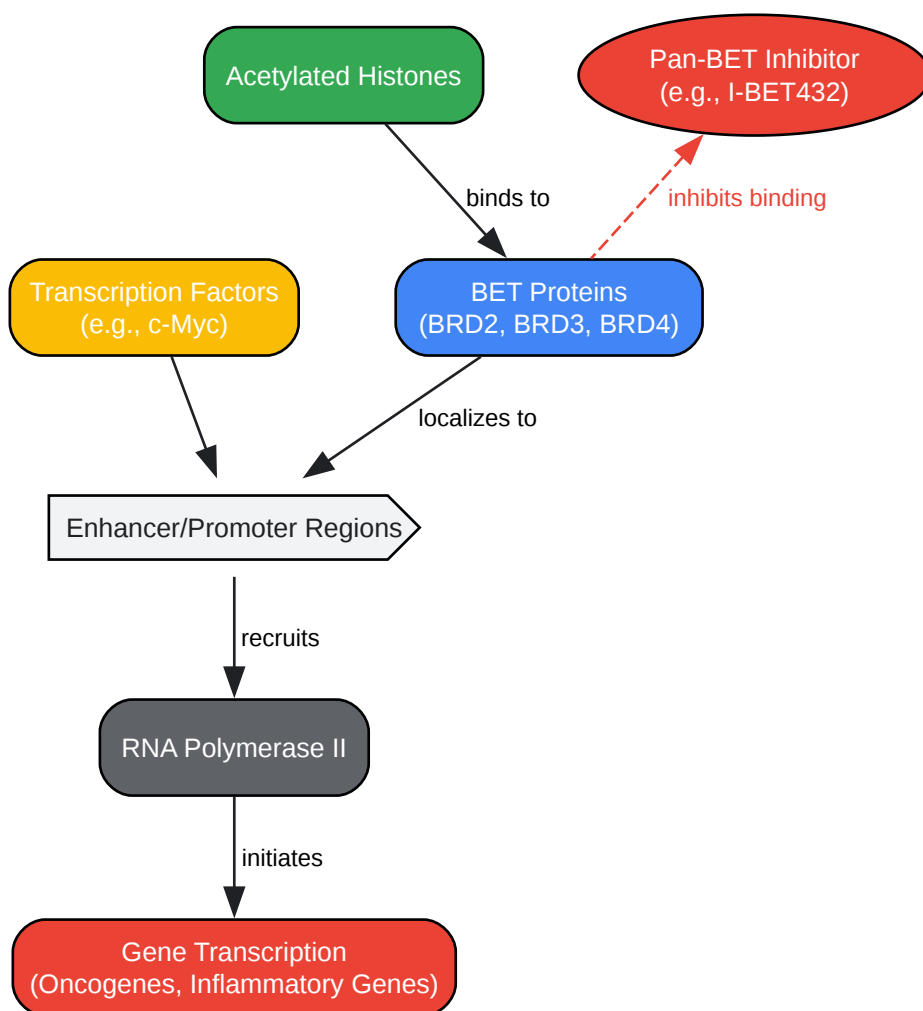 Acetylated Histones
Pan-BET Inhibitor
(e.g., I-BET432)
binds to
inhibits binding
Transcription Factors
(e.g., c-Myc)
BET Proteins
(BRD2, BRD3, BRD4)
localizes to
Enhancer/Promoter Regions
recruits
RNA Polymerase II
initiates
Gene Transcription
(Oncogenes, Inflammatory Genes)